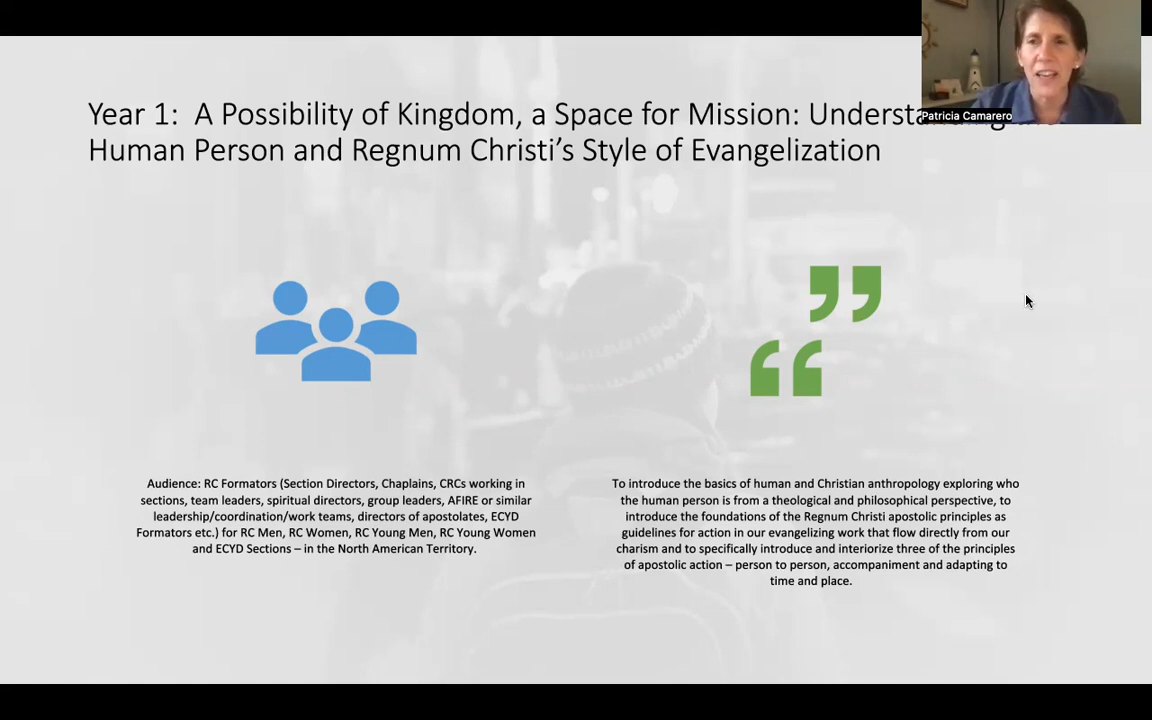 Patricia Camarero
Year 1: A Possibility of Kingdom, a Space for Mission:
Human Person and Regnum Christi’s Style of Evangelization
Audience: RC Formators (Section Directors, Chaplains, CRCs working in
sections, team leaders, spiritual directors, group leaders, AFIRE or similar
leadership/coordination/work teams, directors of apostolates, ECYD
Formators etc.) for RC Men, RC Women, RC Young Men, RC Young Women
and ECYD Sections – in the North American Territory.
To introduce the basics of human and Christian anthropology exploring who
the human person is from a theological and philosophical perspective, to
introduce the foundations of the Regnum Christi apostolic principles as
guidelines for action in our evangelizing work that flow directly from our
charism and to specifically introduce and interiorize three of the principles
of apostolic action – person to person, accompaniment and adapting to
time and place.